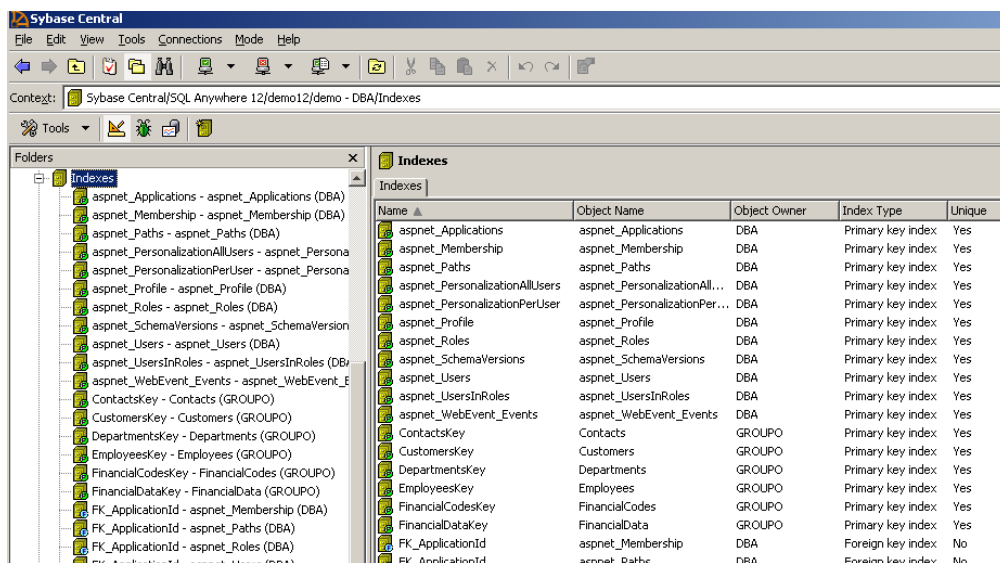 Sybase Central
File Edit View Tools Connections Mode Help
Context: Sybase Central/SQL Anywhere 12/demo12/demo - DBA/Indexes
Tools
Folders
Indexes
aspnet_Applications - aspnet_Applications (DBA)
aspnet_Membership - aspnet_Membership (DBA)
aspnet_Paths - aspnet_Paths (DBA)
aspnet_PersonalizationAllUsers - aspnet_Persona
aspnet_PersonalizationPerUser - aspnet_Persona
aspnet_Profile - aspnet_Profile (DBA)
aspnet_Roles - aspnet_Roles (DBA)
aspnet_SchemaVersions - aspnet_SchemaVersion
aspnet_Users - aspnet_Users (DBA)
aspnet_UsersInRoles - aspnet_UsersInRoles (DBA
aspnet_WebEvent_Events - aspnet_WebEvent_E
ContactsKey - Contacts (GROUPO)
CustomersKey - Customers (GROUPO)
DepartmentsKey - Departments (GROUPO)
EmployeesKey - Employees (GROUPO)
FinancialCodesKey - FinancialCodes (GROUPO)
FinancialDataKey - FinancialData (GROUPO)
FK_ApplicationId - aspnet_Membership (DBA)
FK_ApplicationId - aspnet_Paths (DBA)
FK_ApplicationId - aspnet_Roles (DBA)
FK_ApplicationId - aspnet_Users (DBA)
Indexes
Indexes
Name Object Name Object Owner Index Type Unique
aspnet_Applications aspnet_Applications DBA Primary key index Yes
aspnet_Membership aspnet_Membership DBA Primary key index Yes
aspnet_Paths aspnet_Paths DBA Primary key index Yes
aspnet_PersonalizationAllUsers aspnet_PersonalizationAll... DBA Primary key index Yes
aspnet_PersonalizationPerUser aspnet_PersonalizationPer... DBA Primary key index Yes
aspnet_Profile aspnet_Profile DBA Primary key index Yes
aspnet_Roles aspnet_Roles DBA Primary key index Yes
aspnet_SchemaVersions aspnet_SchemaVersions DBA Primary key index Yes
aspnet_Users aspnet_Users DBA Primary key index Yes
aspnet_UsersInRoles aspnet_UsersInRoles DBA Primary key index Yes
aspnet_WebEvent_Events aspnet_WebEvent_Events DBA Primary key index Yes
ContactsKey Contacts GROUPO Primary key index Yes
CustomersKey Customers GROUPO Primary key index Yes
DepartmentsKey Departments GROUPO Primary key index Yes
EmployeesKey Employees GROUPO Primary key index Yes
FinancialCodesKey FinancialCodes GROUPO Primary key index Yes
FinancialDataKey FinancialData GROUPO Primary key index Yes
FK_ApplicationId aspnet_Membership DBA Foreign key index No
FK_ApplicationId aspnet_Paths DBA Foreign key index No